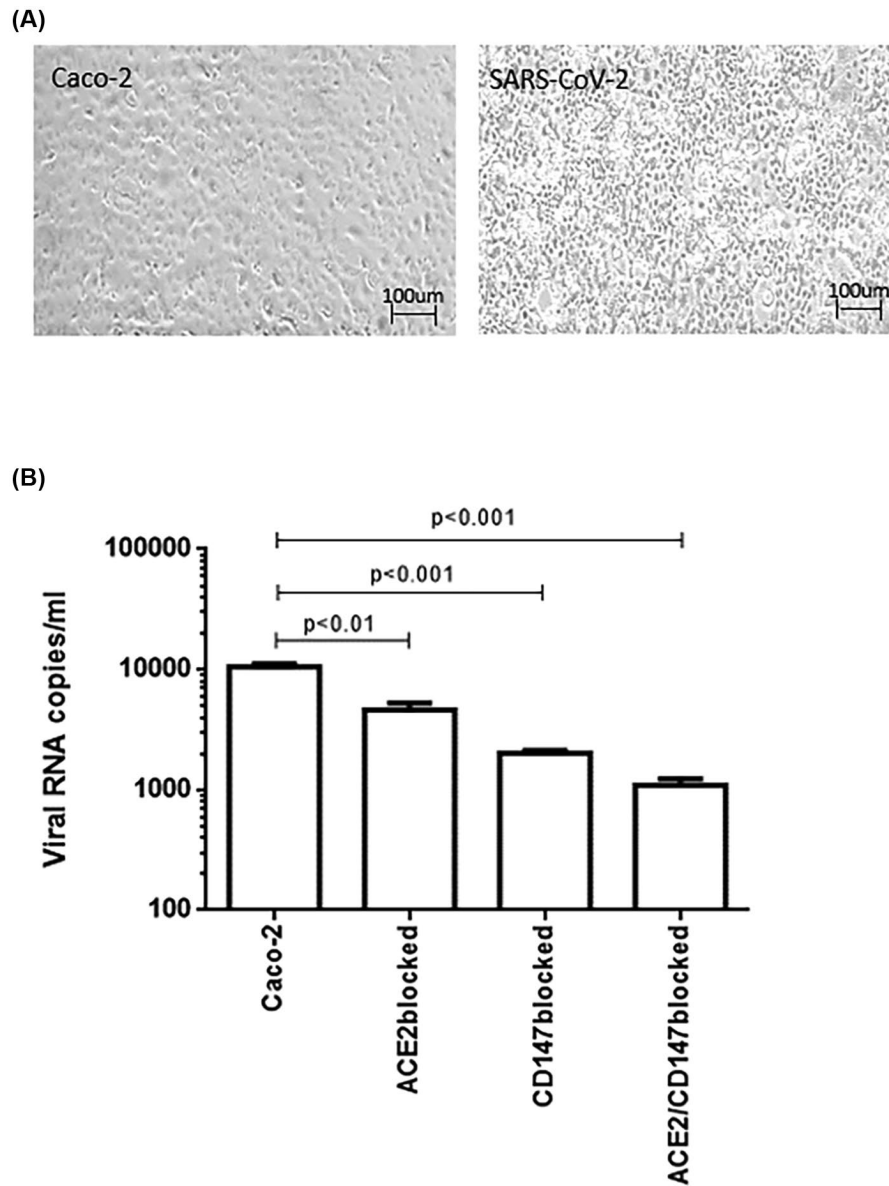 (A)
Caco-2
100um
SARS-CoV-2
100um
(B)
p<0.001
p<0.001
p<0.01
Viral RNA copies/ml
100000
10000
1000
100
Caco-2
ACE2blocked
CD147blocked
ACE2/CD147blocked